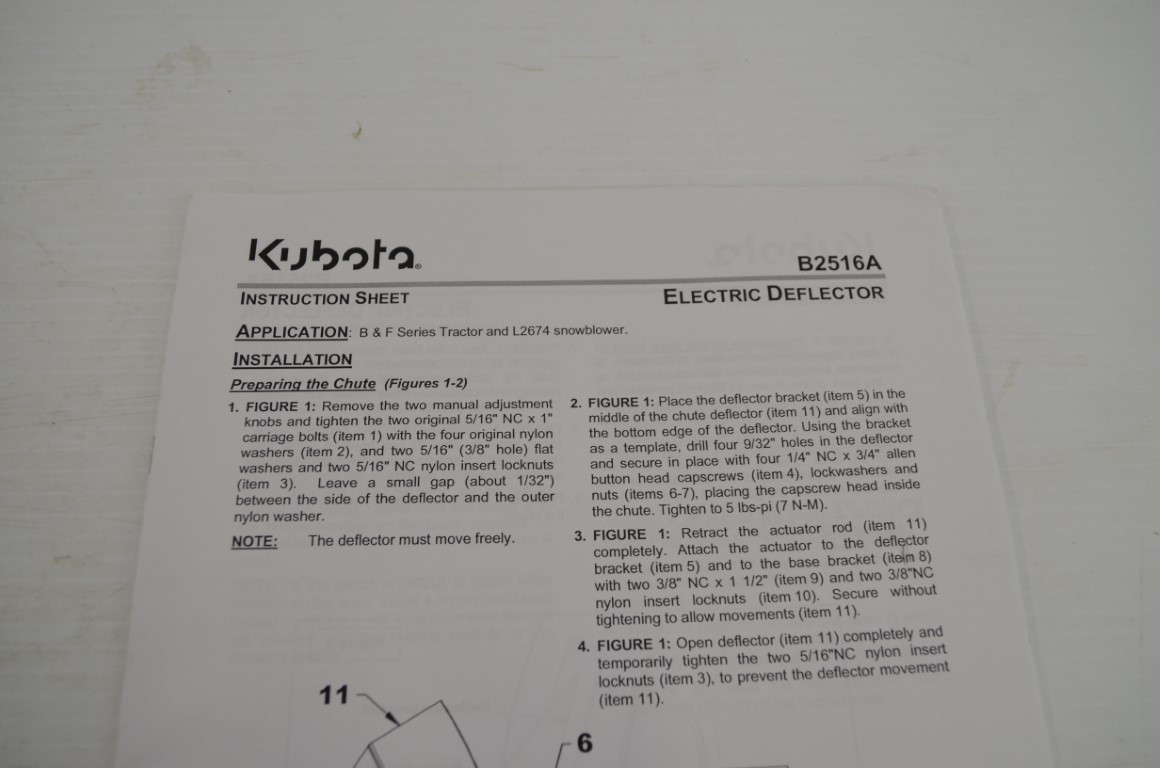 Kubota®
B2516A
INSTRUCTION SHEET
ELECTRIC DEFLECTOR
APPLICATION: B & F Series Tractor and L2674 snowblower.
INSTALLATION
Preparing the Chute (Figures 1-2)
1. FIGURE 1: Remove the two manual adjustment
knobs and tighten the two original 5/16" NC x 1"
carriage bolts (item 1) with the four original nylon
washers (item 2), and two 5/16" (3/8" hole) flat
washers and two 5/16" NC nylon insert locknuts
(item 3). Leave a small gap (about 1/32")
between the side of the deflector and the outer
nylon washer.
NOTE: The deflector must move freely.
2. FIGURE 1: Place the deflector bracket (item 5) in the
middle of the chute deflector (item 11) and align with
the bottom edge of the deflector. Using the bracket
as a template, drill four 9/32" holes in the deflector
and secure in place with four 1/4" NC x 3/4" allen
button head capscrews (item 4), lockwashers and
nuts (items 6-7), placing the capscrew head inside
the chute. Tighten to 5 lbs-pi (7 N-M).
3. FIGURE 1: Retract the actuator rod (item 11)
completely. Attach the actuator to the deflector
bracket (item 5) and to the base bracket (item 8)
with two 3/8" NC x 1 1/2" (item 9) and two 3/8"NC
nylon insert locknuts (item 10). Secure without
tightening to allow movements (item 11).
4. FIGURE 1: Open deflector (item 11) completely and
temporarily tighten the two 5/16"NC nylon insert
locknuts (item 3), to prevent the deflector movement
(item 11).
11
6